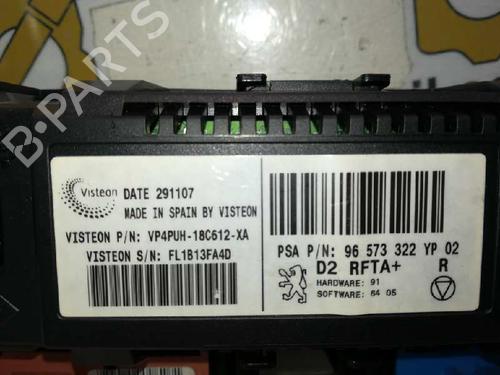 B-PARTS
Visteon
DATE 291107
MADE IN SPAIN BY VISTEON
VISTEON P/N: VP4PUH-18C612-XA
VISTEON S/N: FL1B13FA4D
PSA P/N: 96 573 322 YP 02
D2 RFTA+ R
HARDWARE: 91
SOFTWARE: 64 05